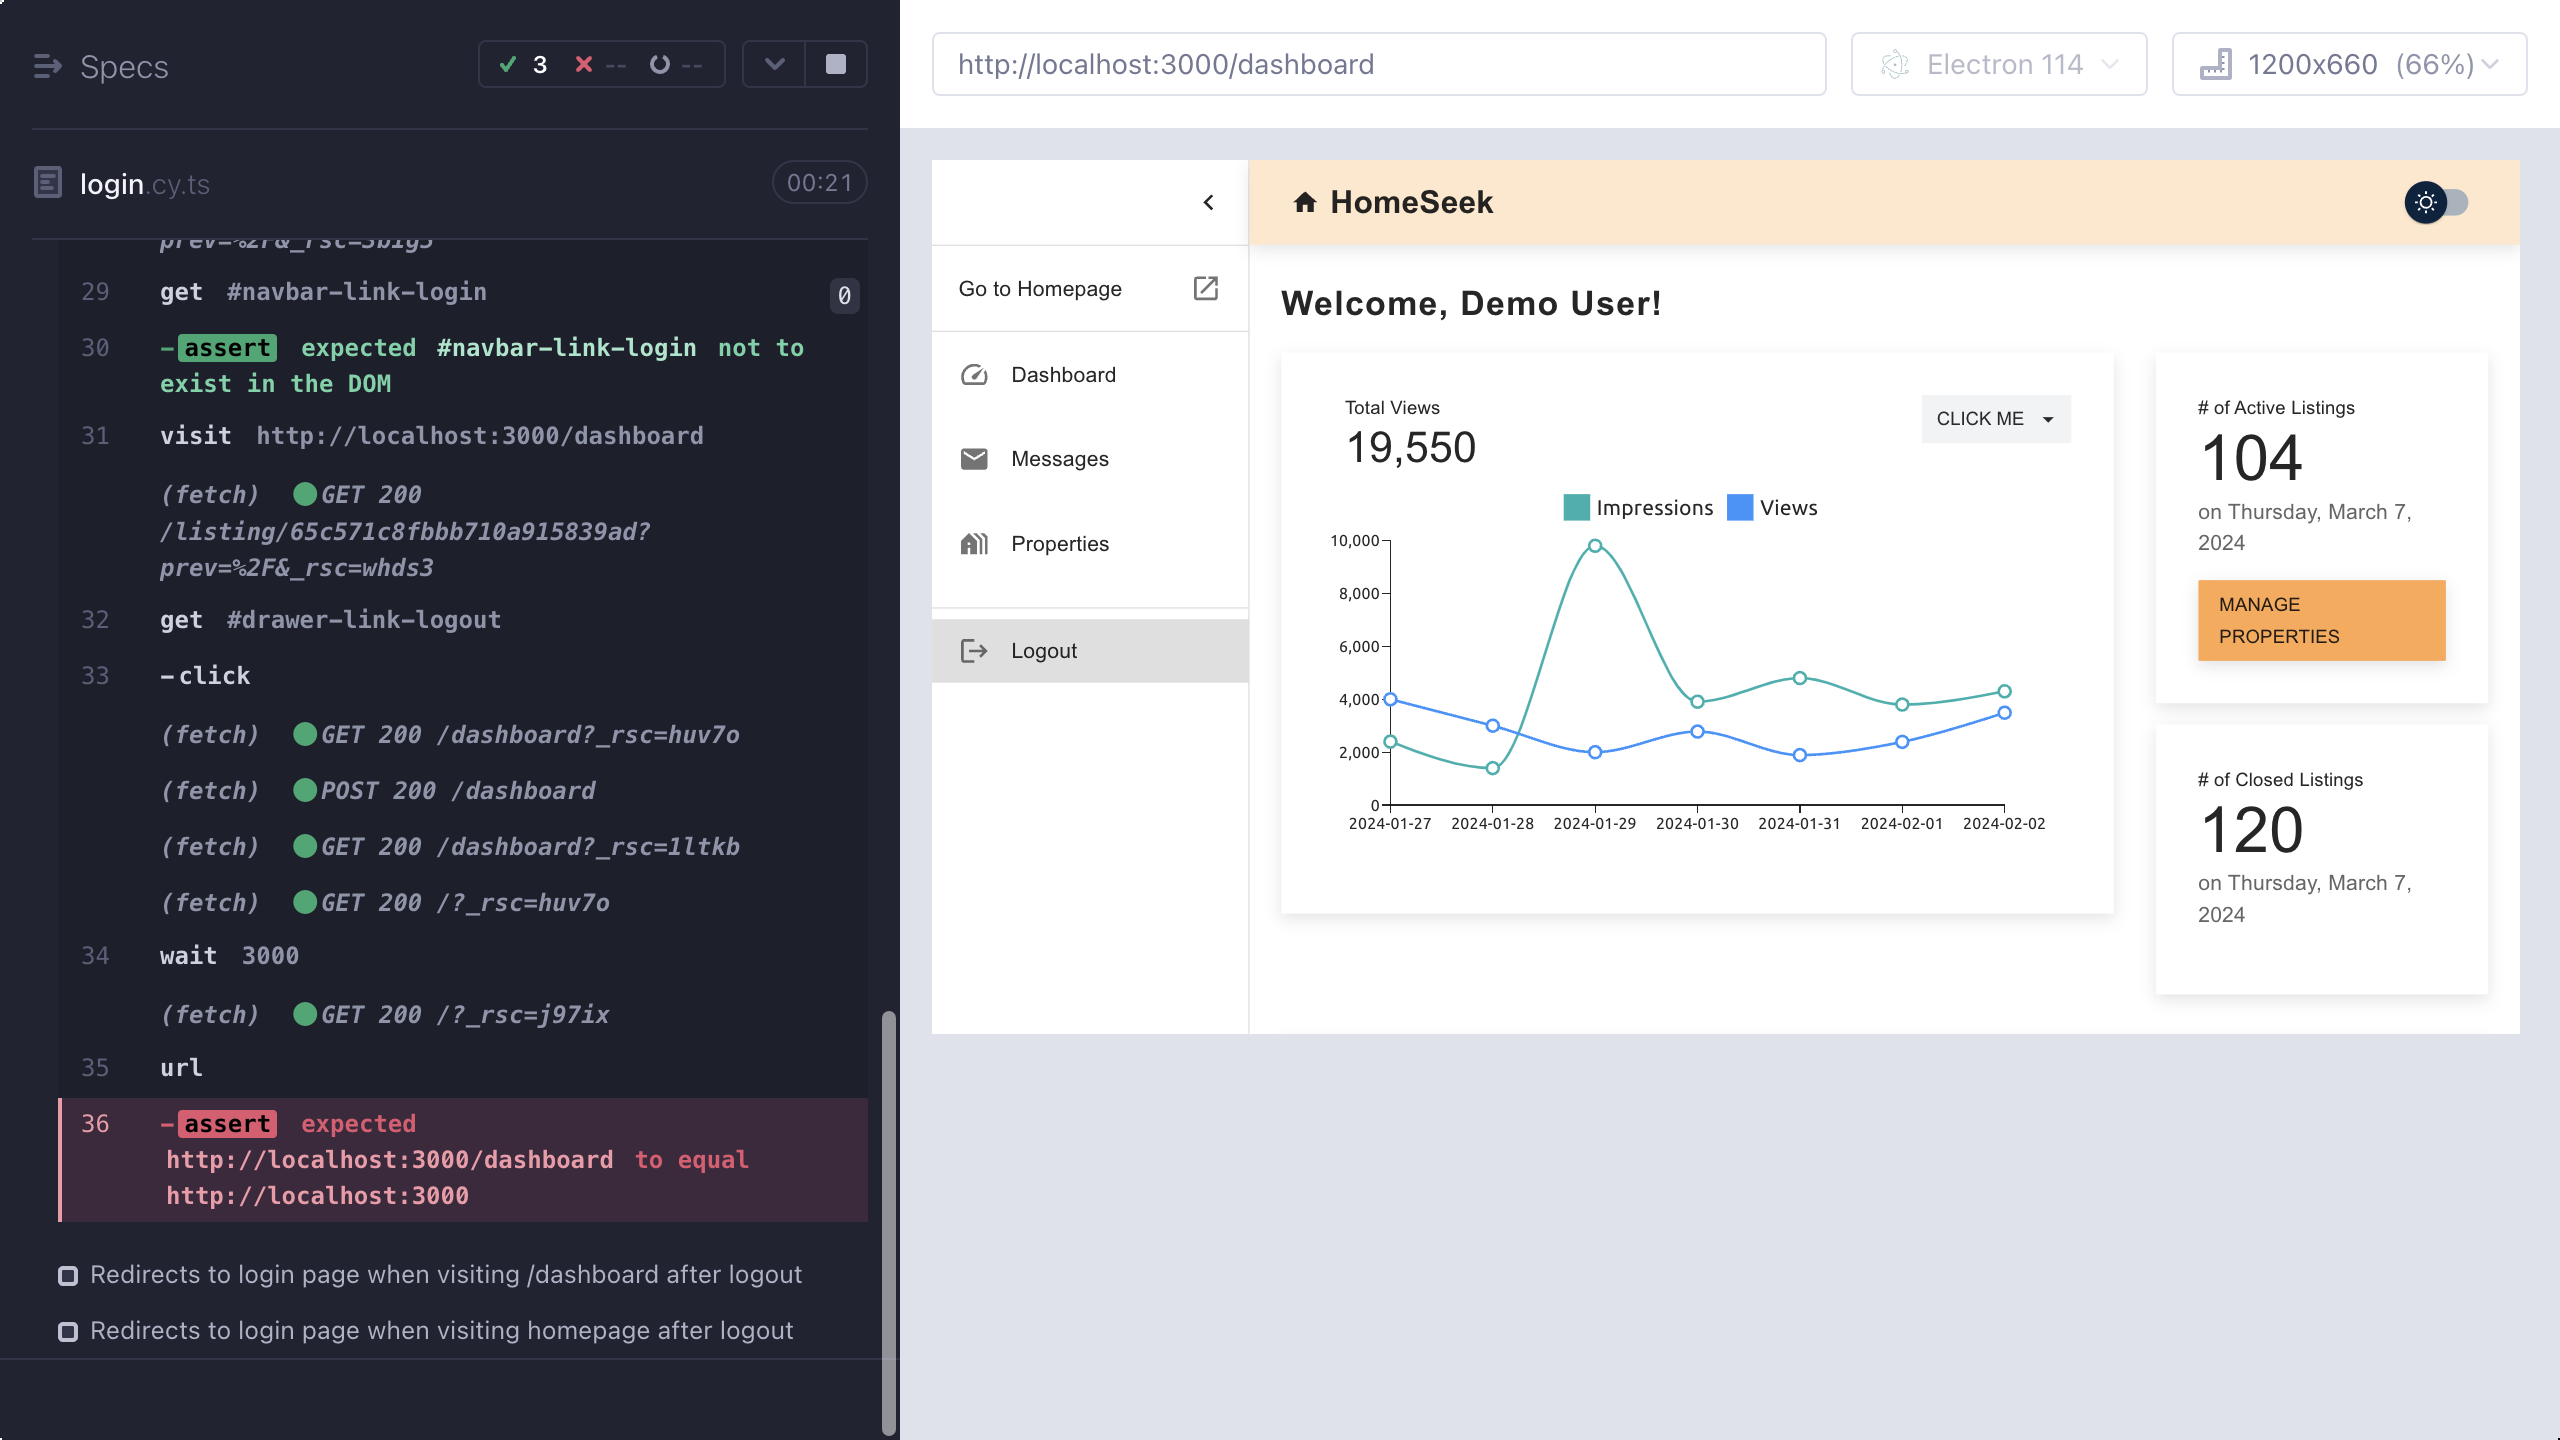 Specs
3 -- --
login.cy.ts
00:21
prev=%2F&_rsc=3b1g5
29 get #navbar-link-login 0
30 -assert expected #navbar-link-login not to
exist in the DOM
31 visit http://localhost:3000/dashboard
(fetch) GET 200
/listing/65c571c8fbbb710a915839ad?
prev=%2F&_rsc=whds3
32 get #drawer-link-logout
33 -click
(fetch) GET 200 /dashboard?_rsc=huv7o
(fetch) POST 200 /dashboard
(fetch) GET 200 /dashboard?_rsc=1ltkb
(fetch) GET 200 /?_rsc=huv7o
34 wait 3000
(fetch) GET 200 /?_rsc=j97ix
35 url
36 -assert expected
http://localhost:3000/dashboard to equal
http://localhost:3000
Redirects to login page when visiting /dashboard after logout
Redirects to login page when visiting homepage after logout
http://localhost:3000/dashboard
Electron 114
1200x660 (66%)
HomeSeek
Go to Homepage
Dashboard
Messages
Properties
Logout
Welcome, Demo User!
Total Views
19,550
CLICK ME
Impressions Views
10,000
8,000
6,000
4,000
2,000
0
2024-01-27 2024-01-28 2024-01-29 2024-01-30 2024-01-31 2024-02-01 2024-02-02
# of Active Listings
104
on Thursday, March 7,
2024
MANAGE
PROPERTIES
# of Closed Listings
120
on Thursday, March 7,
2024